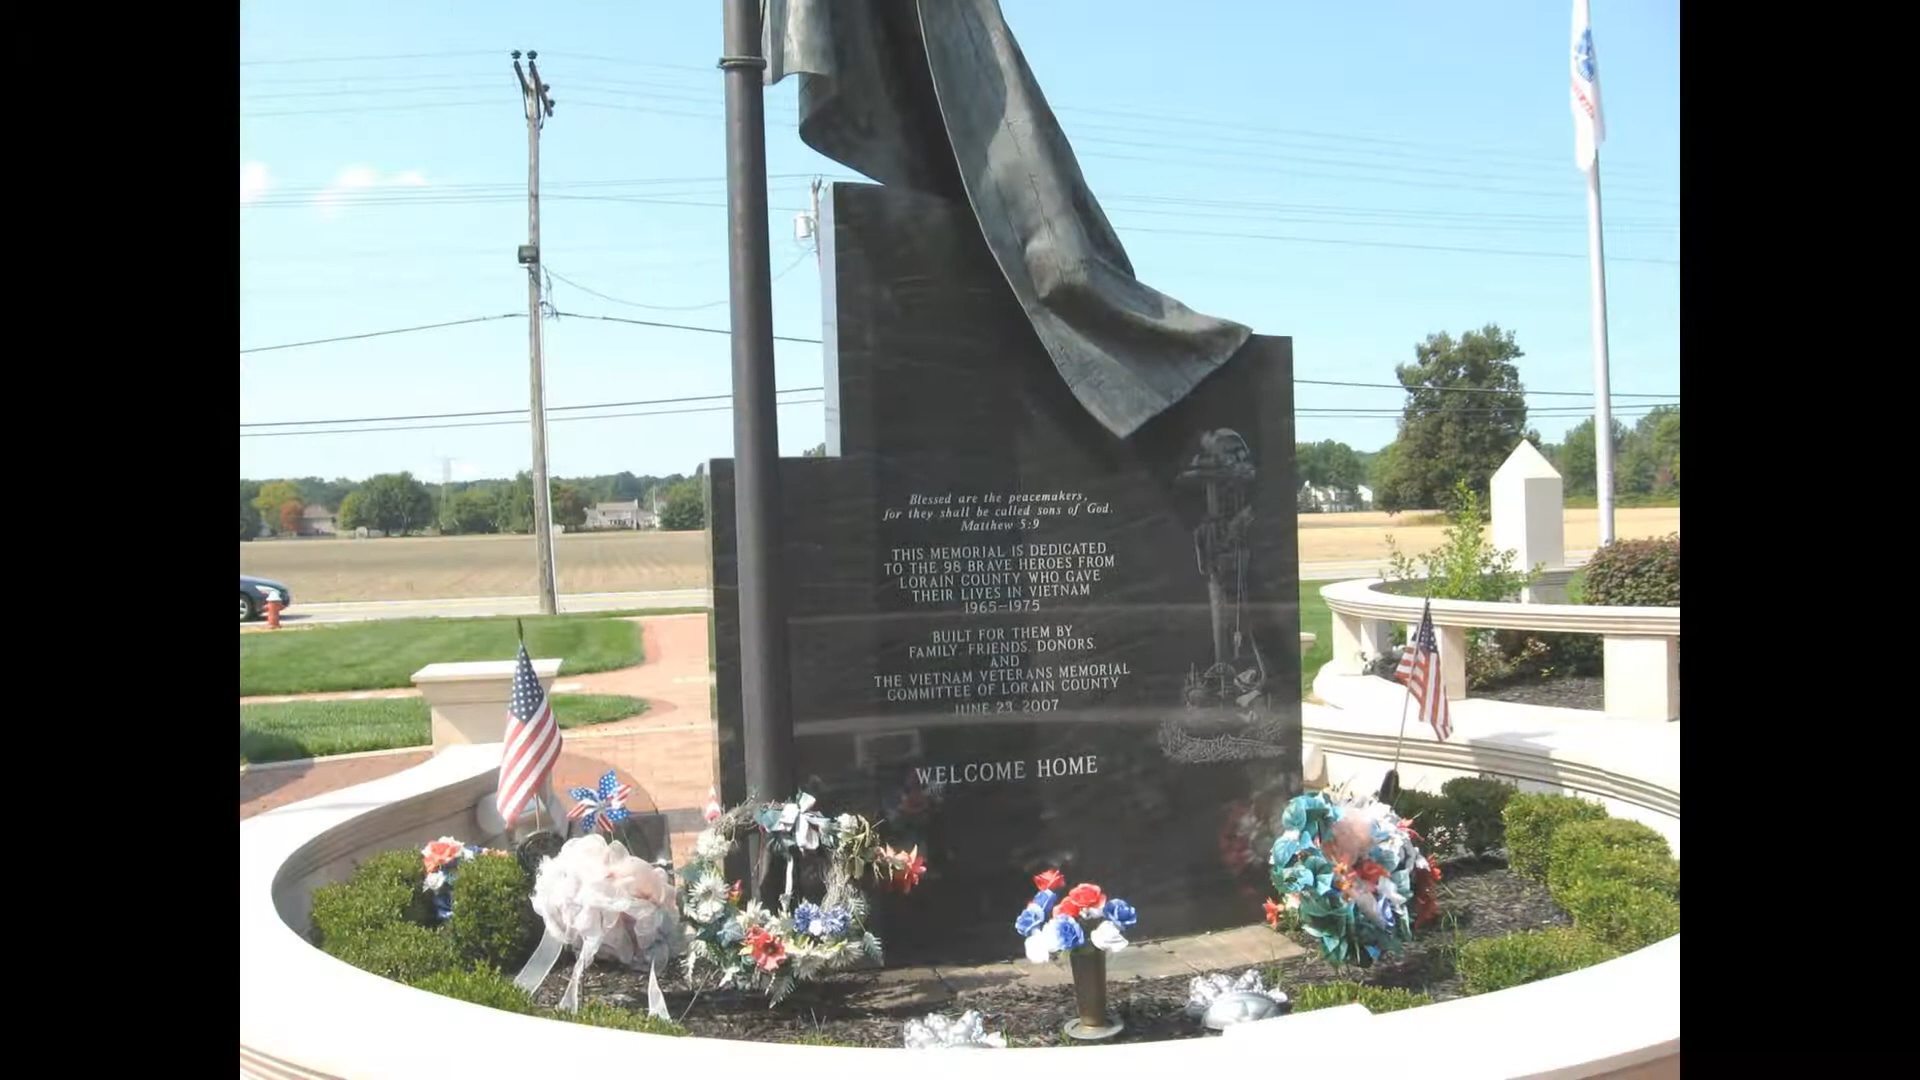 Blessed are the peacemakers,
for they shall be called sons of God.
Matthew 5:9
THIS MEMORIAL IS DEDICATED
TO THE 98 BRAVE HEROES FROM
LORAIN COUNTY WHO GAVE
THEIR LIVES IN VIETNAM
1965-1975
BUILT FOR THEM BY
FAMILY, FRIENDS, DONORS,
AND
THE VIETNAM VETERANS MEMORIAL
COMMITTEE OF LORAIN COUNTY
JUNE 23, 2007
WELCOME HOME